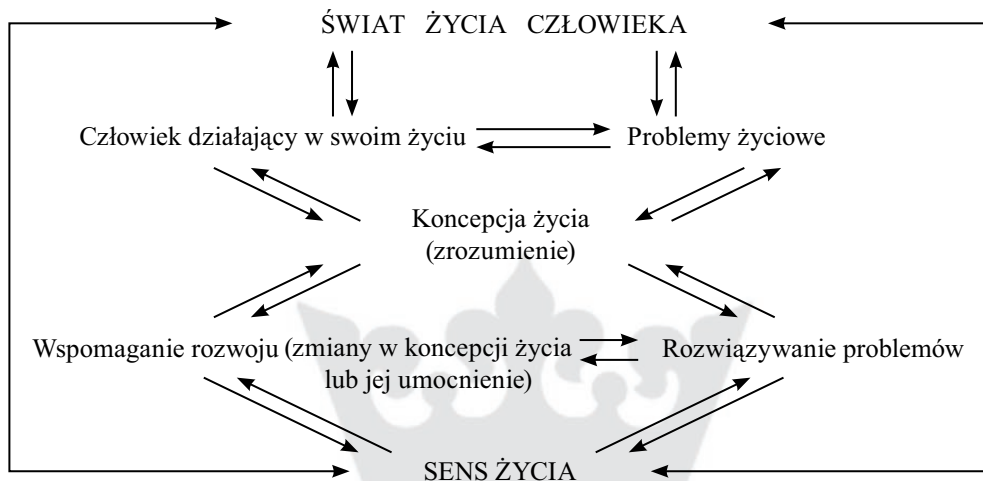 ŚWIAT ŻYCIA CZŁOWIEKA
Człowiek działający w swoim życiu
Problemy życiowe
Koncepcja życia
(zrozumienie)
Wspomaganie rozwoju (zmiany w koncepcji życia
lub jej umocnienie)
Rozwiązywanie problemów
SENS ŻYCIA